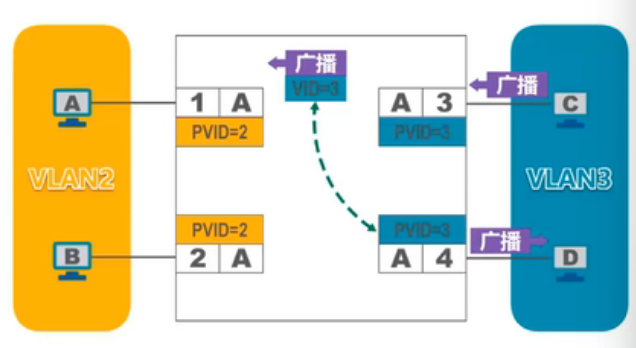 广播
VID=3
广播
A
1 A
A 3
C
PVID=2
PVID=3
VLAN2
VLAN3
PVID=2
PVID=3
广播
B
2 A
A 4
D